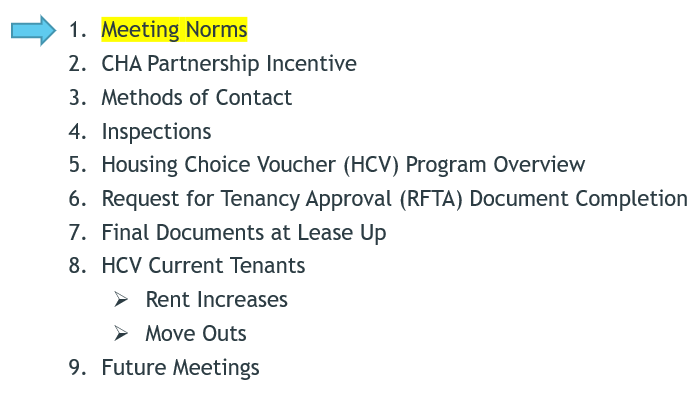 1. Meeting Norms
2. CHA Partnership Incentive
3. Methods of Contact
4. Inspections
5. Housing Choice Voucher (HCV) Program Overview
6. Request for Tenancy Approval (RFTA) Document Completion
7. Final Documents at Lease Up
8. HCV Current Tenants
➢ Rent Increases
➢ Move Outs
9. Future Meetings